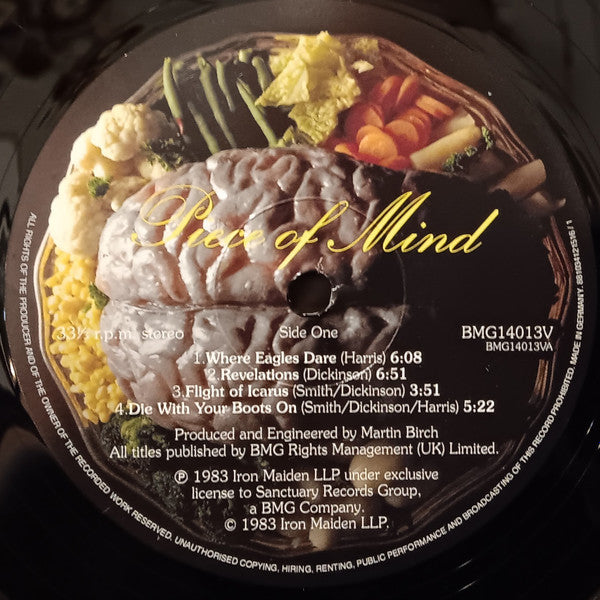 Piece of Mind
33⅓ r.p.m. stereo
Side One
BMG14013V
BMG14013VA
1.Where Eagles Dare (Harris) 6:08
2.Revelations (Dickinson) 6:51
3.Flight of Icarus (Smith/Dickinson) 3:51
4.Die With Your Boots On (Smith/Dickinson/Harris) 5:22
Produced and Engineered by Martin Birch
All titles published by BMG Rights Management (UK) Limited.
Ⓟ 1983 Iron Maiden LLP under exclusive
license to Sanctuary Records Group,
a BMG Company.
© 1983 Iron Maiden LLP.
ALL RIGHTS OF THE PRODUCER AND OF THE OWNER OF THE RECORDED WORK RESERVED. UNAUTHORISED COPYING, HIRING, RENTING, PUBLIC PERFORMANCE AND BROADCASTING OF THIS RECORD PROHIBITED. MADE IN GERMANY.